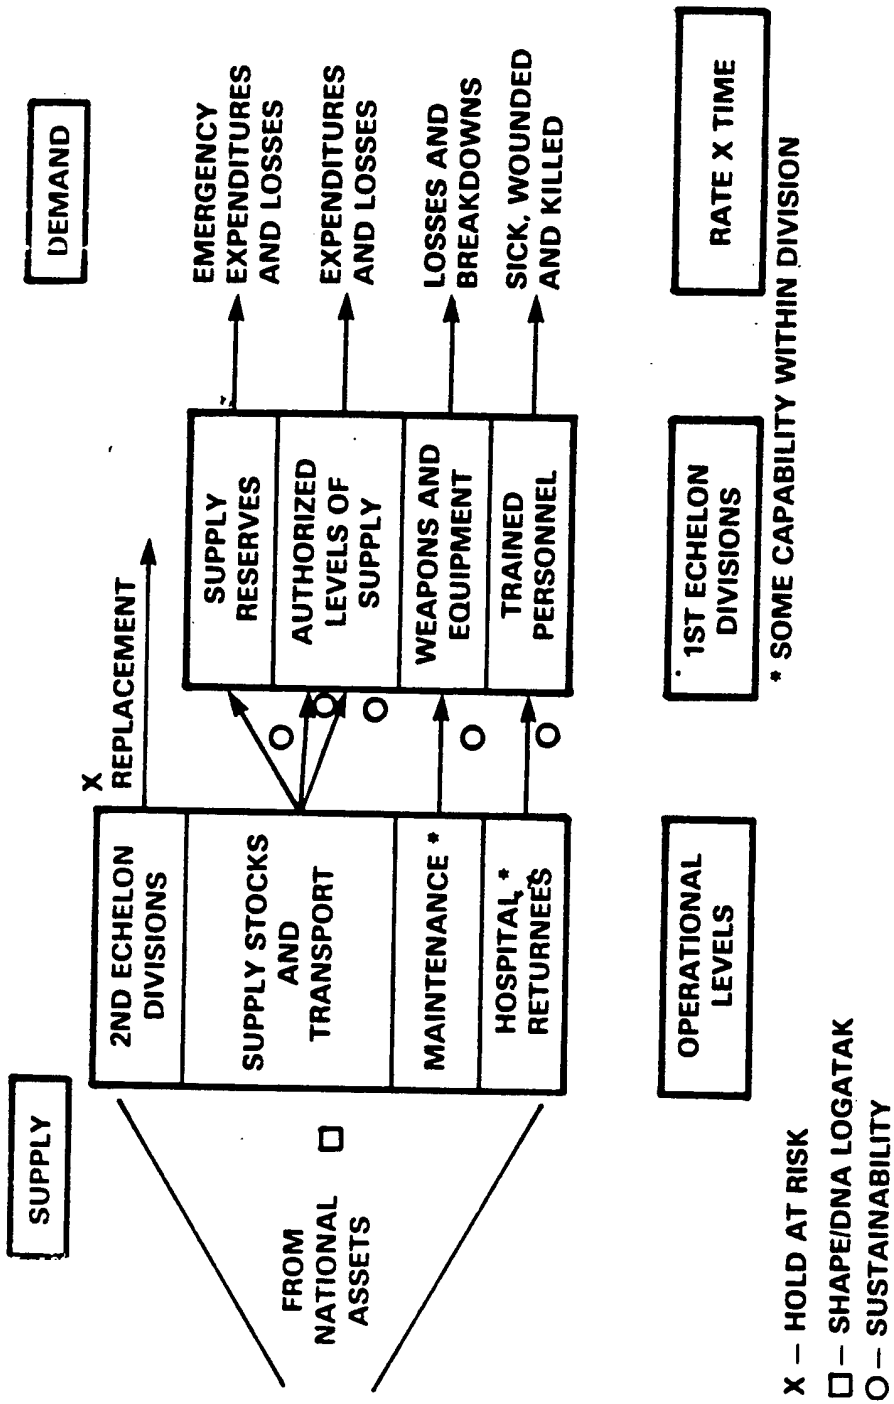 SUPPLY
DEMAND
FROM
NATIONAL
ASSETS
2ND ECHELON
DIVISIONS
SUPPLY STOCKS
AND
TRANSPORT
MAINTENANCE *
HOSPITAL *
RETURNEES
X
REPLACEMENT
SUPPLY
RESERVES
AUTHORIZED
LEVELS OF
SUPPLY
WEAPONS AND
EQUIPMENT
TRAINED
PERSONNEL
EMERGENCY
EXPENDITURES
AND LOSSES
EXPENDITURES
AND LOSSES
LOSSES AND
BREAKDOWNS
SICK, WOUNDED
AND KILLED
OPERATIONAL
LEVELS
1ST ECHELON
DIVISIONS
RATE X TIME
* SOME CAPABILITY WITHIN DIVISION
X – HOLD AT RISK
□ – SHAPE/DNA LOGATAK
O – SUSTAINABILITY